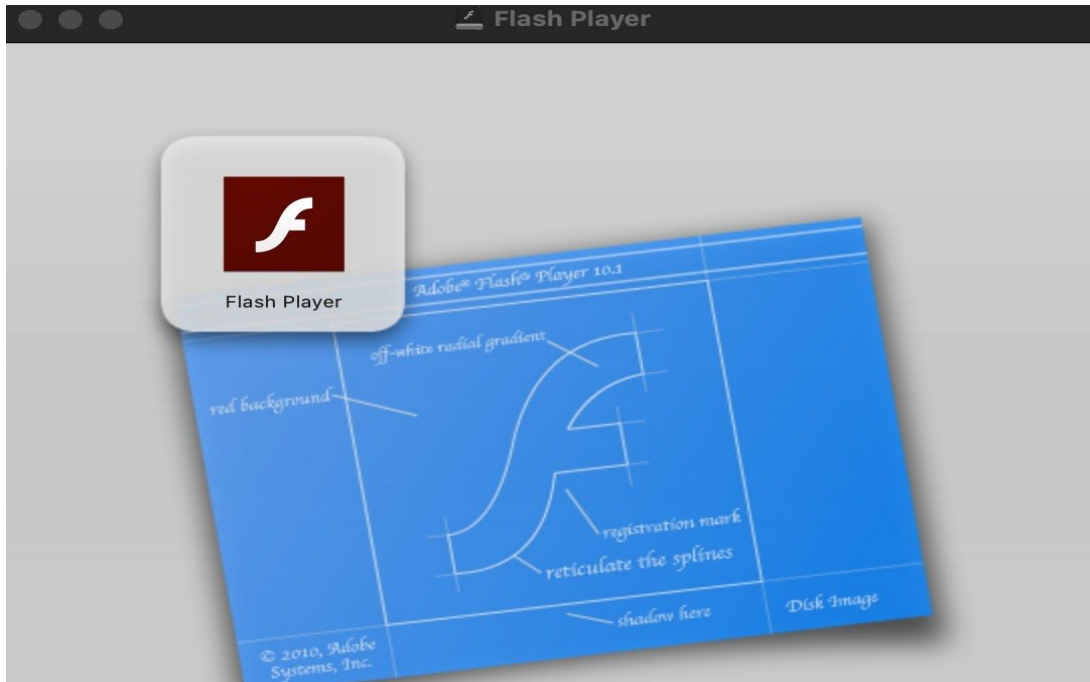 Flash Player
Flash Player
Adobe® Flash® Player 10.1
off-white radial gradient
red background
registration mark
reticulate the splines
shadow here
Disk Image
© 2010, Adobe
Systems, Inc.